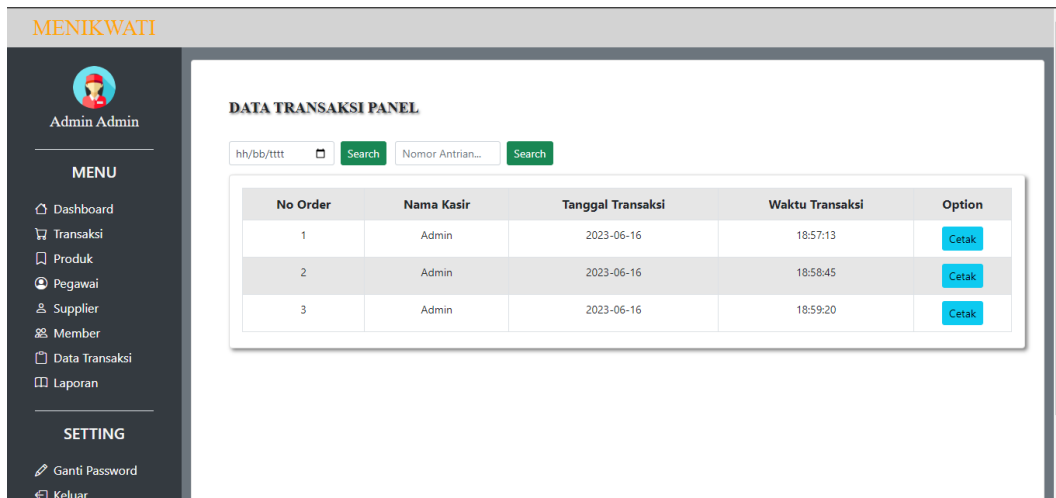 MENIKWATI
Admin Admin
MENU
Dashboard
Transaksi
Produk
Pegawai
Supplier
Member
Data Transaksi
Laporan
SETTING
Ganti Password
Keluar
DATA TRANSAKSI PANEL
hh/bb/tttt Search Nomor Antrian... Search
No Order Nama Kasir Tanggal Transaksi Waktu Transaksi Option
1 Admin 2023-06-16 18:57:13 Cetak
2 Admin 2023-06-16 18:58:45 Cetak
3 Admin 2023-06-16 18:59:20 Cetak